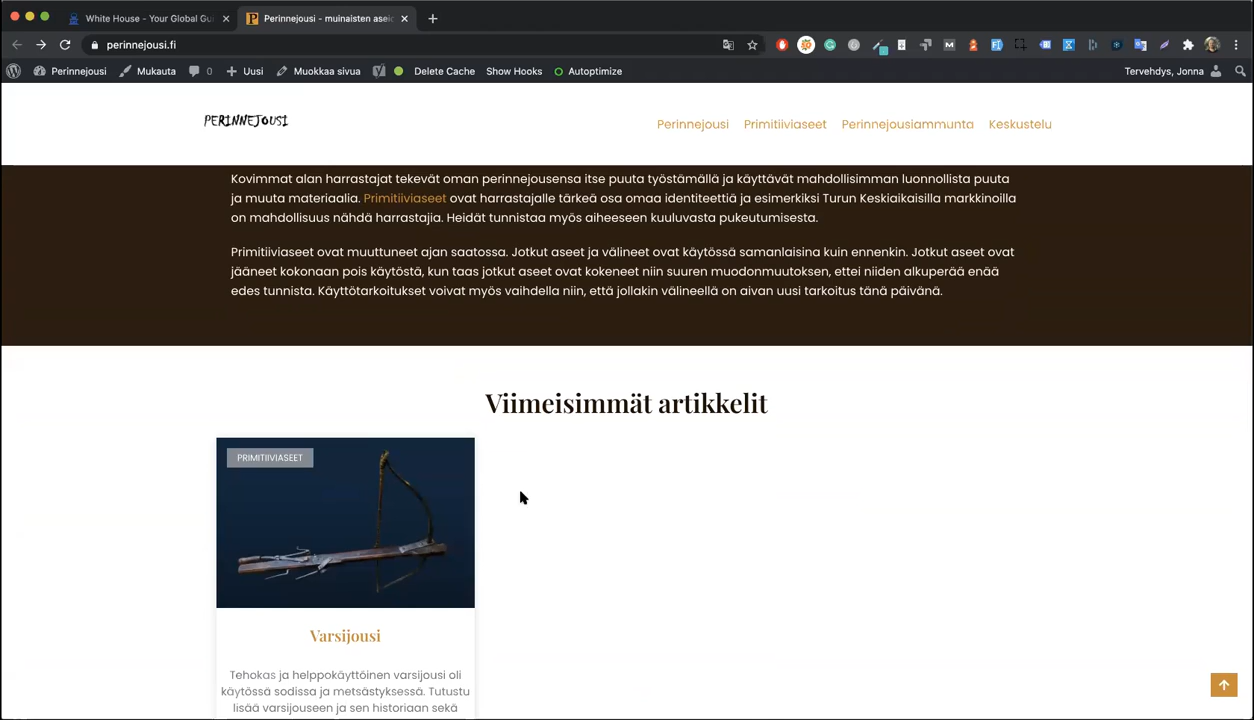 White House - Your Global Gui
Perinnejousi - muinaisten aseid
perinnejousi.fi
Perinnejousi
Mukauta
0
Uusi
Muokkaa sivua
Delete Cache
Show Hooks
Autoptimize
Tervehdys, Jonna
PERINNEJOUSI
Perinnejousi
Primitiiviaseet
Perinnejousiammunta
Keskustelu
Kovimmat alan harrastajat tekevät oman perinnejousensa itse puuta työstämällä ja käyttävät mahdollisimman luonnollista puuta
ja muuta materiaalia. Primitiiviaseet ovat harrastajalle tärkeä osa omaa identiteettiä ja esimerkiksi Turun Keskiaikaisilla markkinoilla
on mahdollisuus nähdä harrastajia. Heidät tunnistaa myös aiheeseen kuuluvasta pukeutumisesta.
Primitiiviaseet ovat muuttuneet ajan saatossa. Jotkut aseet ja välineet ovat käytössä samanlaisina kuin ennenkin. Jotkut aseet ovat
jääneet kokonaan pois käytöstä, kun taas jotkut aseet ovat kokeneet niin suuren muodonmuutoksen, ettei niiden alkuperää enää
edes tunnista. Käyttötarkoitukset voivat myös vaihdella niin, että jollakin välineellä on aivan uusi tarkoitus tänä päivänä.
Viimeisimmät artikkelit
PRIMITIIVIASEET
Varsijousi
Tehokas ja helppokäyttöinen varsijousi oli
käytössä sodissa ja metsästyksessä. Tutustu
lisää varsijouseen ja sen historiaan sekä